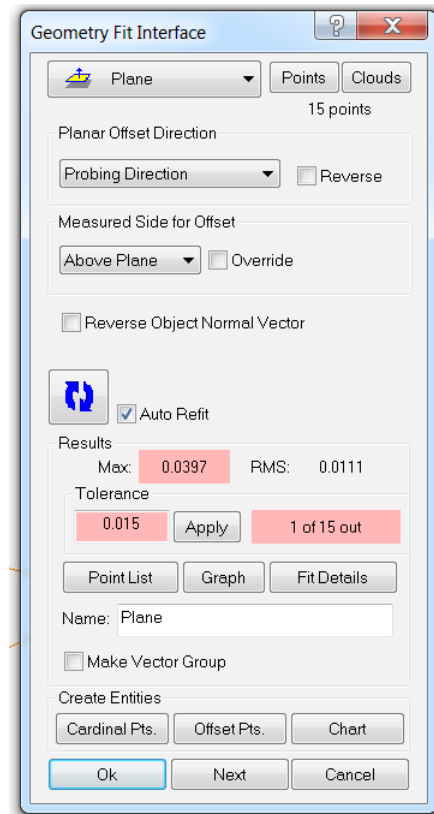 Geometry Fit Interface
Plane Points Clouds
15 points
Planar Offset Direction
Probing Direction Reverse
Measured Side for Offset
Above Plane Override
Reverse Object Normal Vector
Auto Refit
Results
Max: 0.0397 RMS: 0.0111
Tolerance
0.015 Apply 1 of 15 out
Point List Graph Fit Details
Name: Plane
Make Vector Group
Create Entities
Cardinal Pts. Offset Pts. Chart
Ok Next Cancel